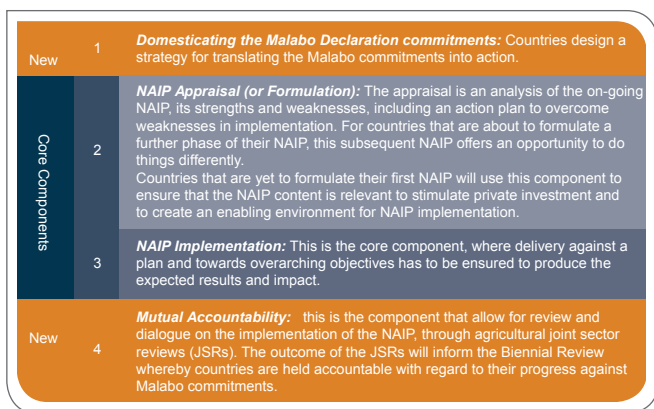 New
1
Domesticating the Malabo Declaration commitments: Countries design a
strategy for translating the Malabo commitments into action.
Core Components
2
NAIP Appraisal (or Formulation): The appraisal is an analysis of the on-going
NAIP, its strengths and weaknesses, including an action plan to overcome
weaknesses in implementation. For countries that are about to formulate a
further phase of their NAIP, this subsequent NAIP offers an opportunity to do
things differently.
Countries that are yet to formulate their first NAIP will use this component to
ensure that the NAIP content is relevant to stimulate private investment and
to create an enabling environment for NAIP implementation.
3
NAIP Implementation: This is the core component, where delivery against a
plan and towards overarching objectives has to be ensured to produce the
expected results and impact.
New
4
Mutual Accountability: this is the component that allow for review and
dialogue on the implementation of the NAIP, through agricultural joint sector
reviews (JSRs). The outcome of the JSRs will inform the Biennial Review
whereby countries are held accountable with regard to their progress against
Malabo commitments.